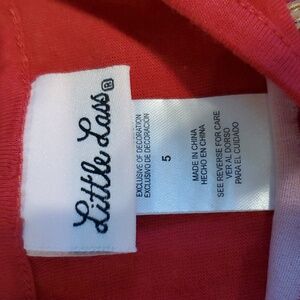 Little Lass®
EXCLUSIVE OF DECORATION
EXCLUSIVO DE DECORACION
5
MADE IN CHINA
HECHO EN CHINA
SEE REVERSE FOR CARE
VER AL DORSO
PARA EL CUIDADO